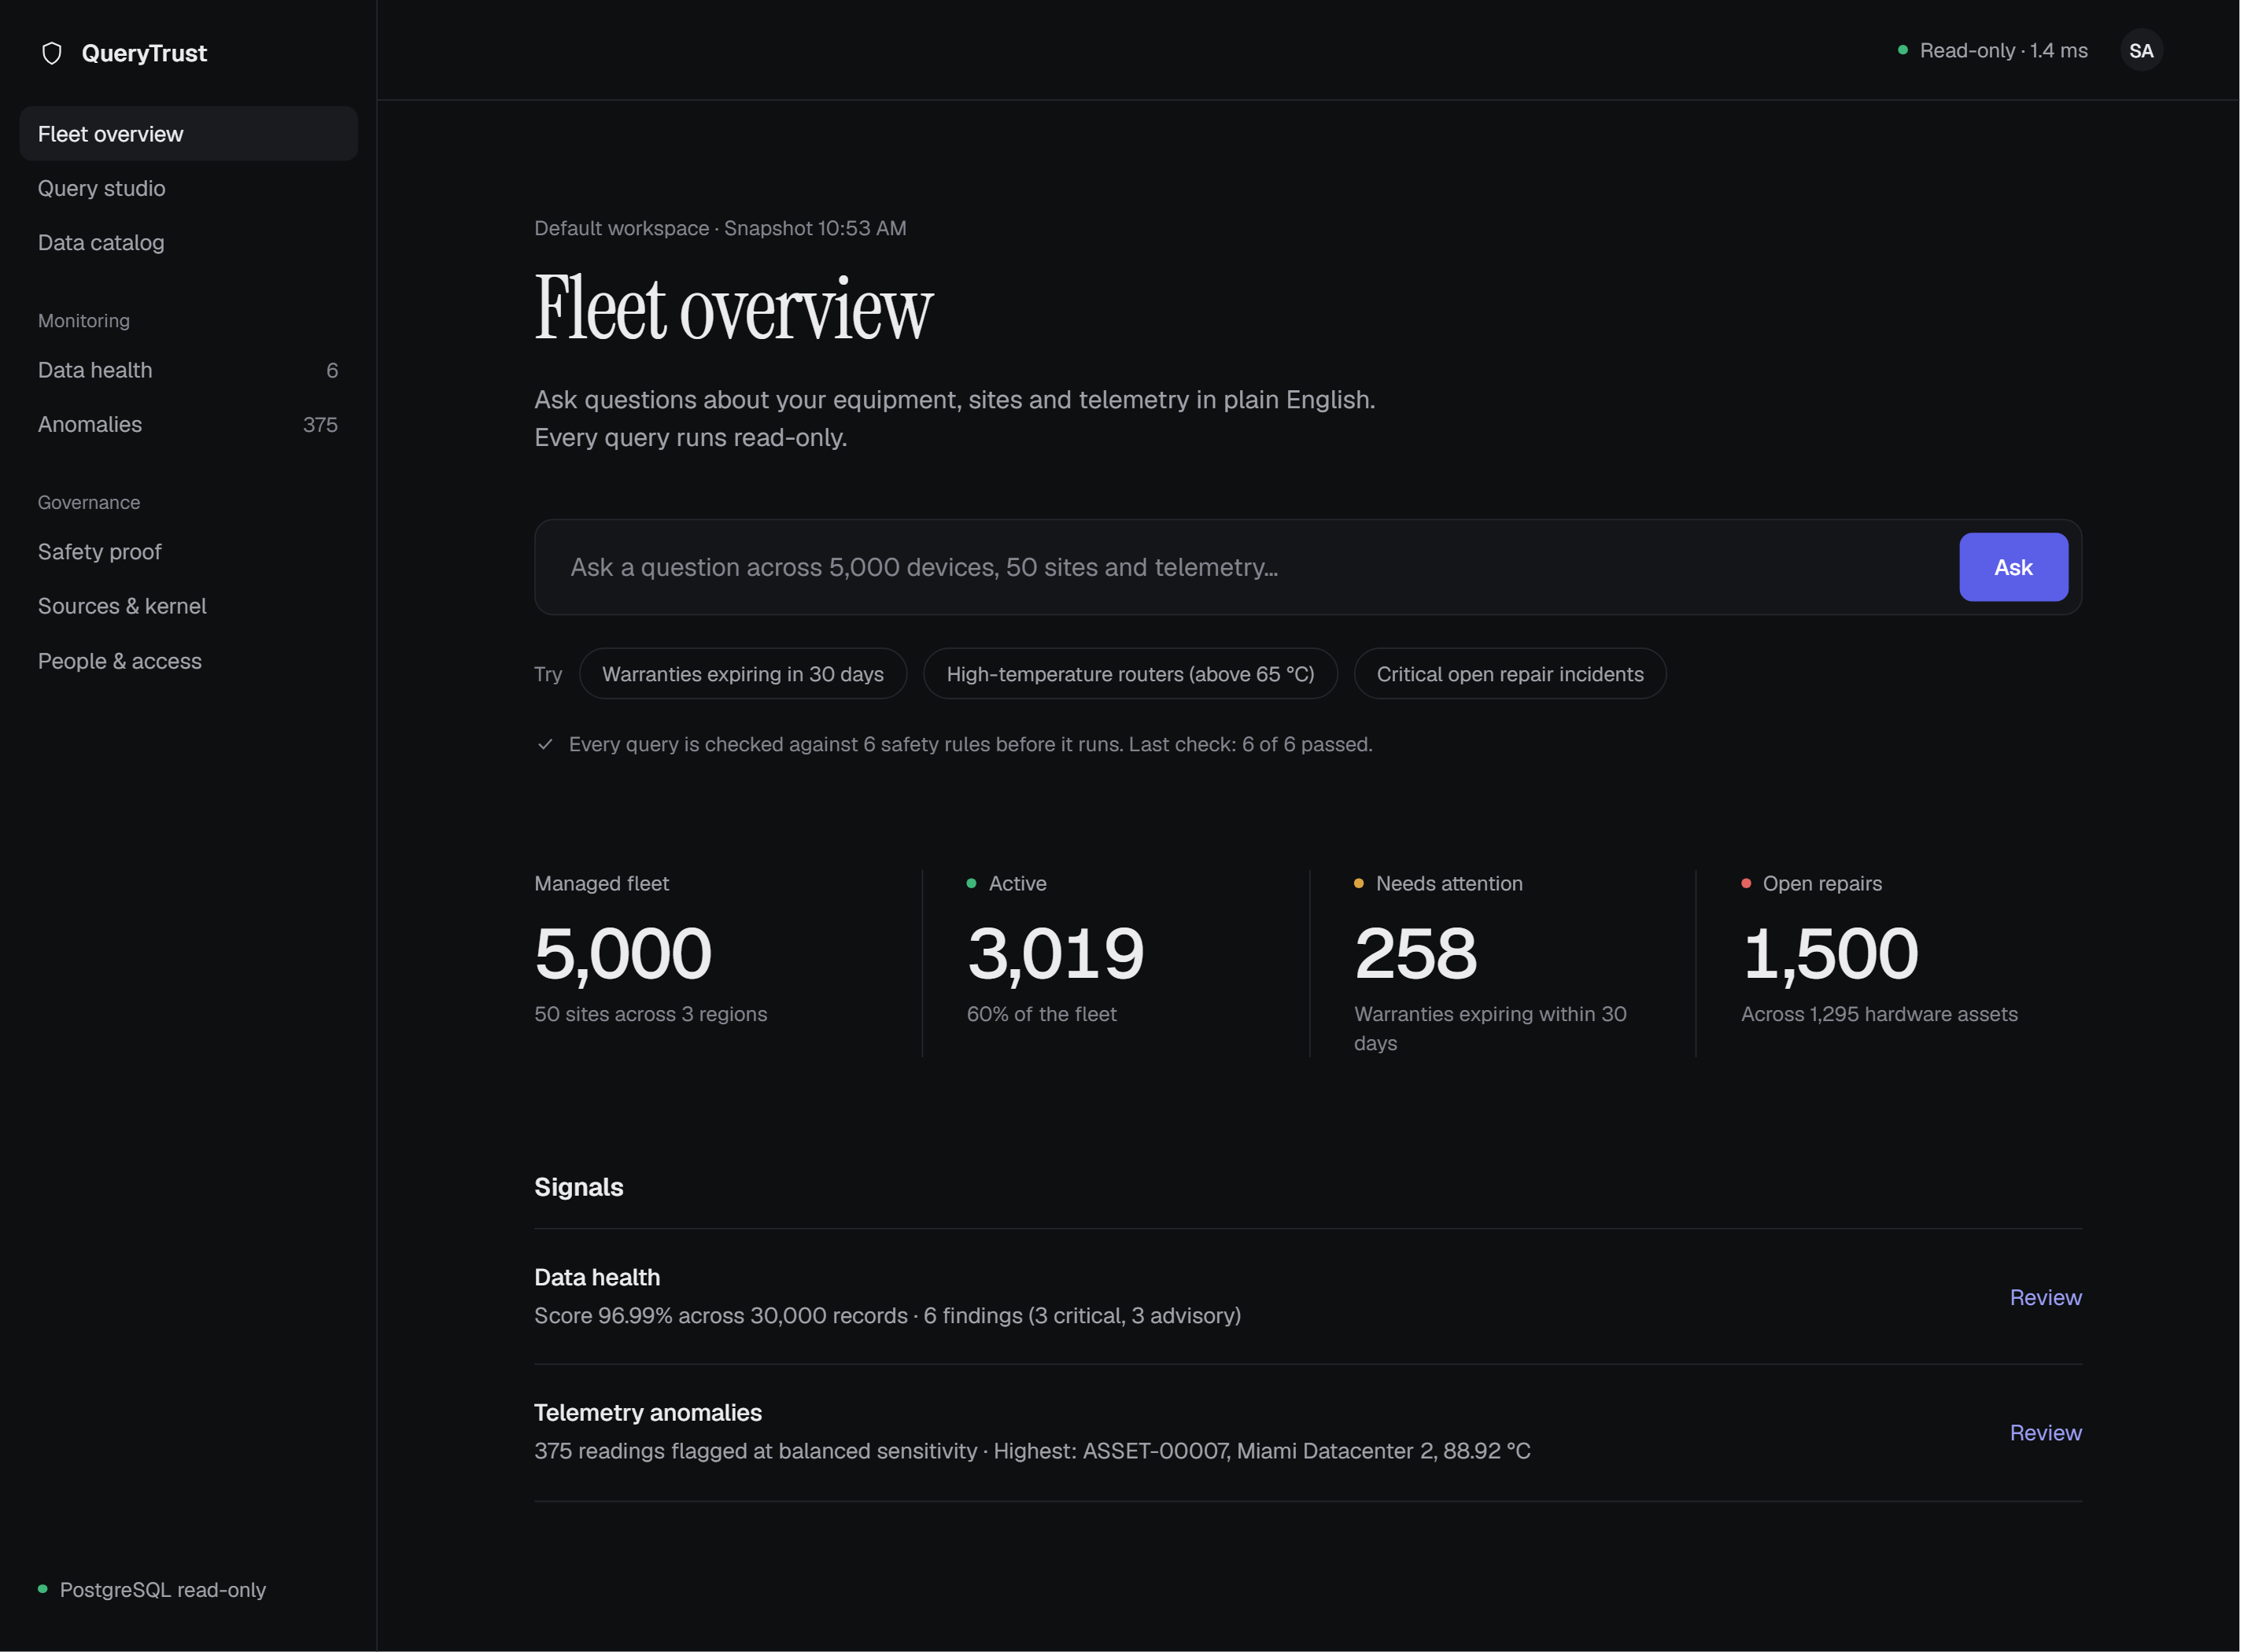 QueryTrust
Fleet overview
Query studio
Data catalog
Monitoring
Data health 6
Anomalies 375
Governance
Safety proof
Sources & kernel
People & access
PostgreSQL read-only
Read-only · 1.4 ms
SA
Default workspace · Snapshot 10:53 AM
Fleet overview
Ask questions about your equipment, sites and telemetry in plain English.
Every query runs read-only.
Ask a question across 5,000 devices, 50 sites and telemetry...
Ask
Try
Warranties expiring in 30 days
High-temperature routers (above 65 °C)
Critical open repair incidents
Every query is checked against 6 safety rules before it runs. Last check: 6 of 6 passed.
Managed fleet
5,000
50 sites across 3 regions
Active
3,019
60% of the fleet
Needs attention
258
Warranties expiring within 30
days
Open repairs
1,500
Across 1,295 hardware assets
Signals
Data health
Score 96.99% across 30,000 records · 6 findings (3 critical, 3 advisory)
Review
Telemetry anomalies
375 readings flagged at balanced sensitivity · Highest: ASSET-00007, Miami Datacenter 2, 88.92 °C
Review